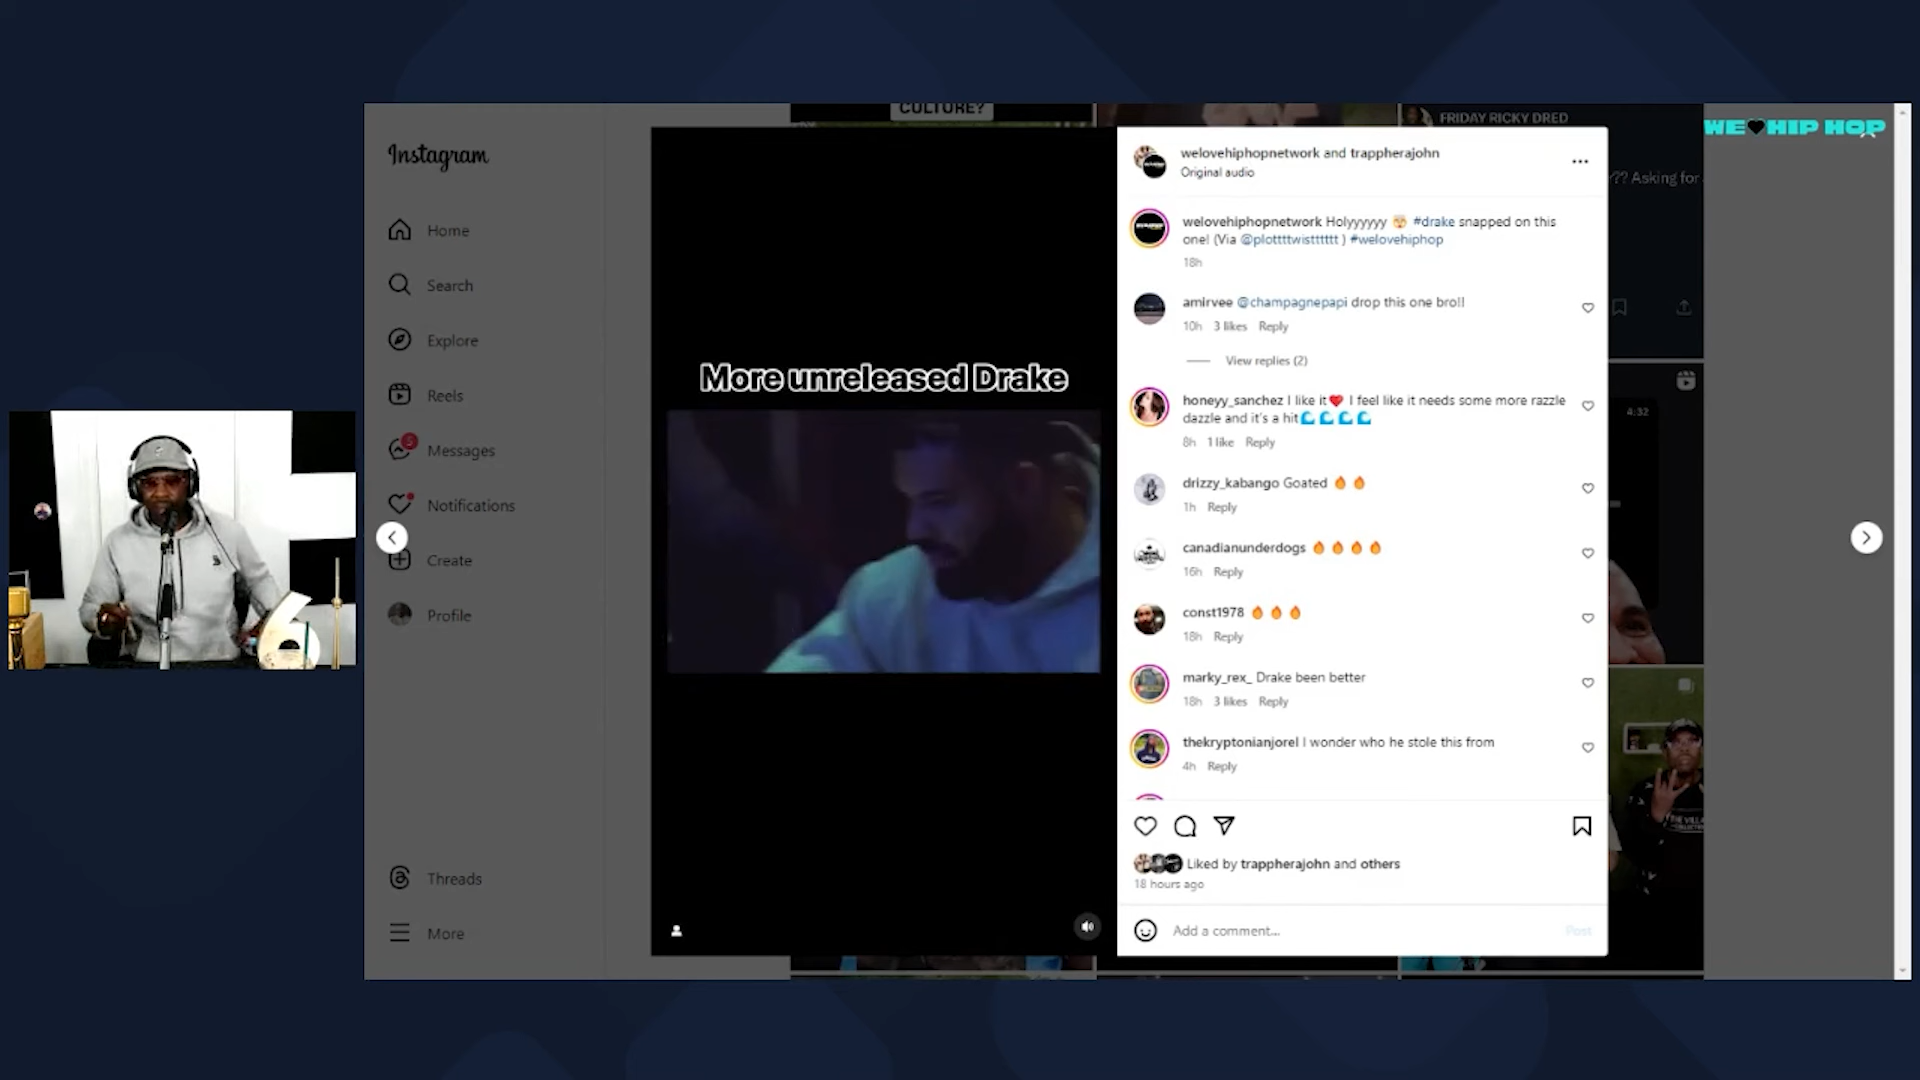 CULTURE?
FRIDAY RICKY DRED
WE🖤HIP HOP
?? Asking for
4:32
Instagram
Home
Search
Explore
Reels
5
Messages
Notifications
Create
Profile
Threads
More
More unreleased Drake
welovehiphopnetwork and trappherajohn
Original audio
welovehiphopnetwork Holyyyyyy 🤯 #drake snapped on this
one! (Via @plottttwistttttt ) #welovehiphop
18h
amirvee @champagnepapi drop this one bro!!
10h 3 likes Reply
View replies (2)
honeyy_sanchez I like it❤️ I feel like it needs some more razzle
dazzle and it's a hit🌊🌊🌊🌊
8h 1 like Reply
drizzy_kabango Goated 🔥 🔥
1h Reply
canadianunderdogs 🔥 🔥 🔥 🔥
16h Reply
const1978 🔥 🔥 🔥
18h Reply
marky_rex_ Drake been better
18h 3 likes Reply
thekryptonianjorel I wonder who he stole this from
4h Reply
Liked by trappherajohn and others
18 hours ago
Add a comment...
Post
6